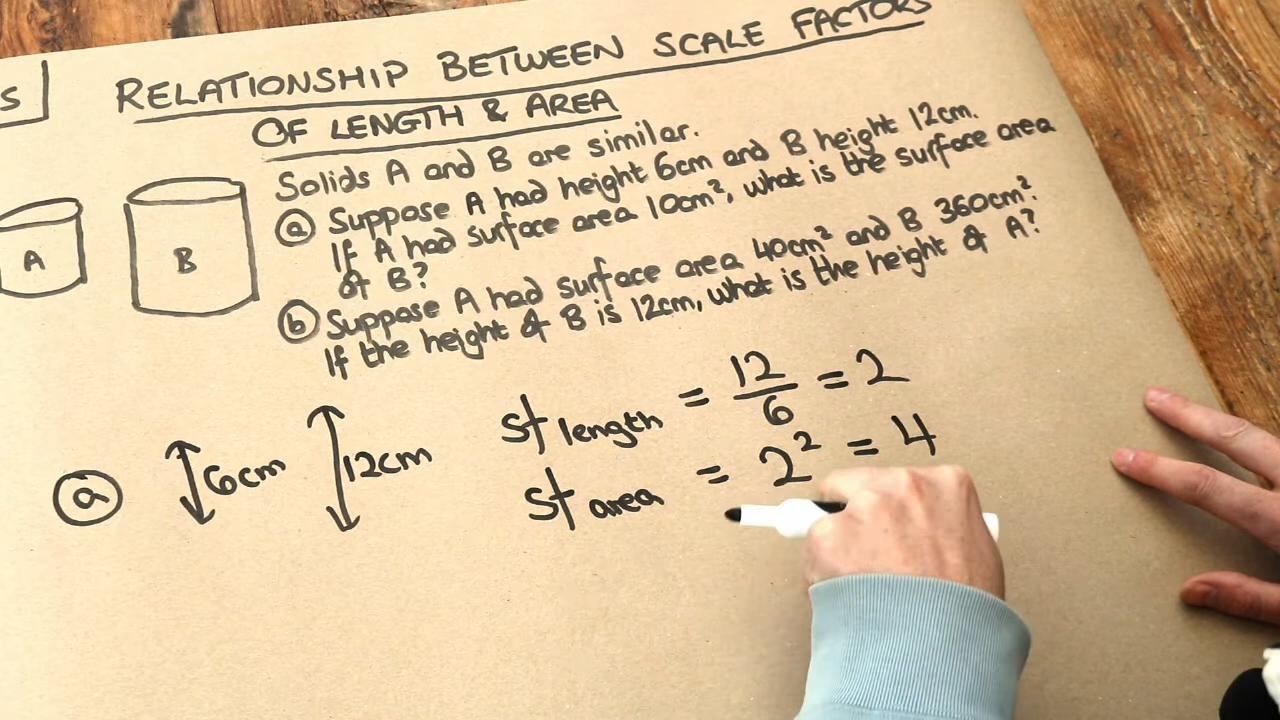 S
RELATIONSHIP BETWEEN SCALE FACTORS
OF LENGTH & AREA
Solids A and B are similar.
(a) Suppose A had height 6cm and B height 12cm.
If A had surface area 10cm², what is the surface area
of B?
(b) Suppose A had surface area 40cm² and B 360cm².
If the height of B is 12cm, what is the height of A?
A
B
(a) 6cm 12cm
sf length = 12/6 = 2
sf area = 2² = 4